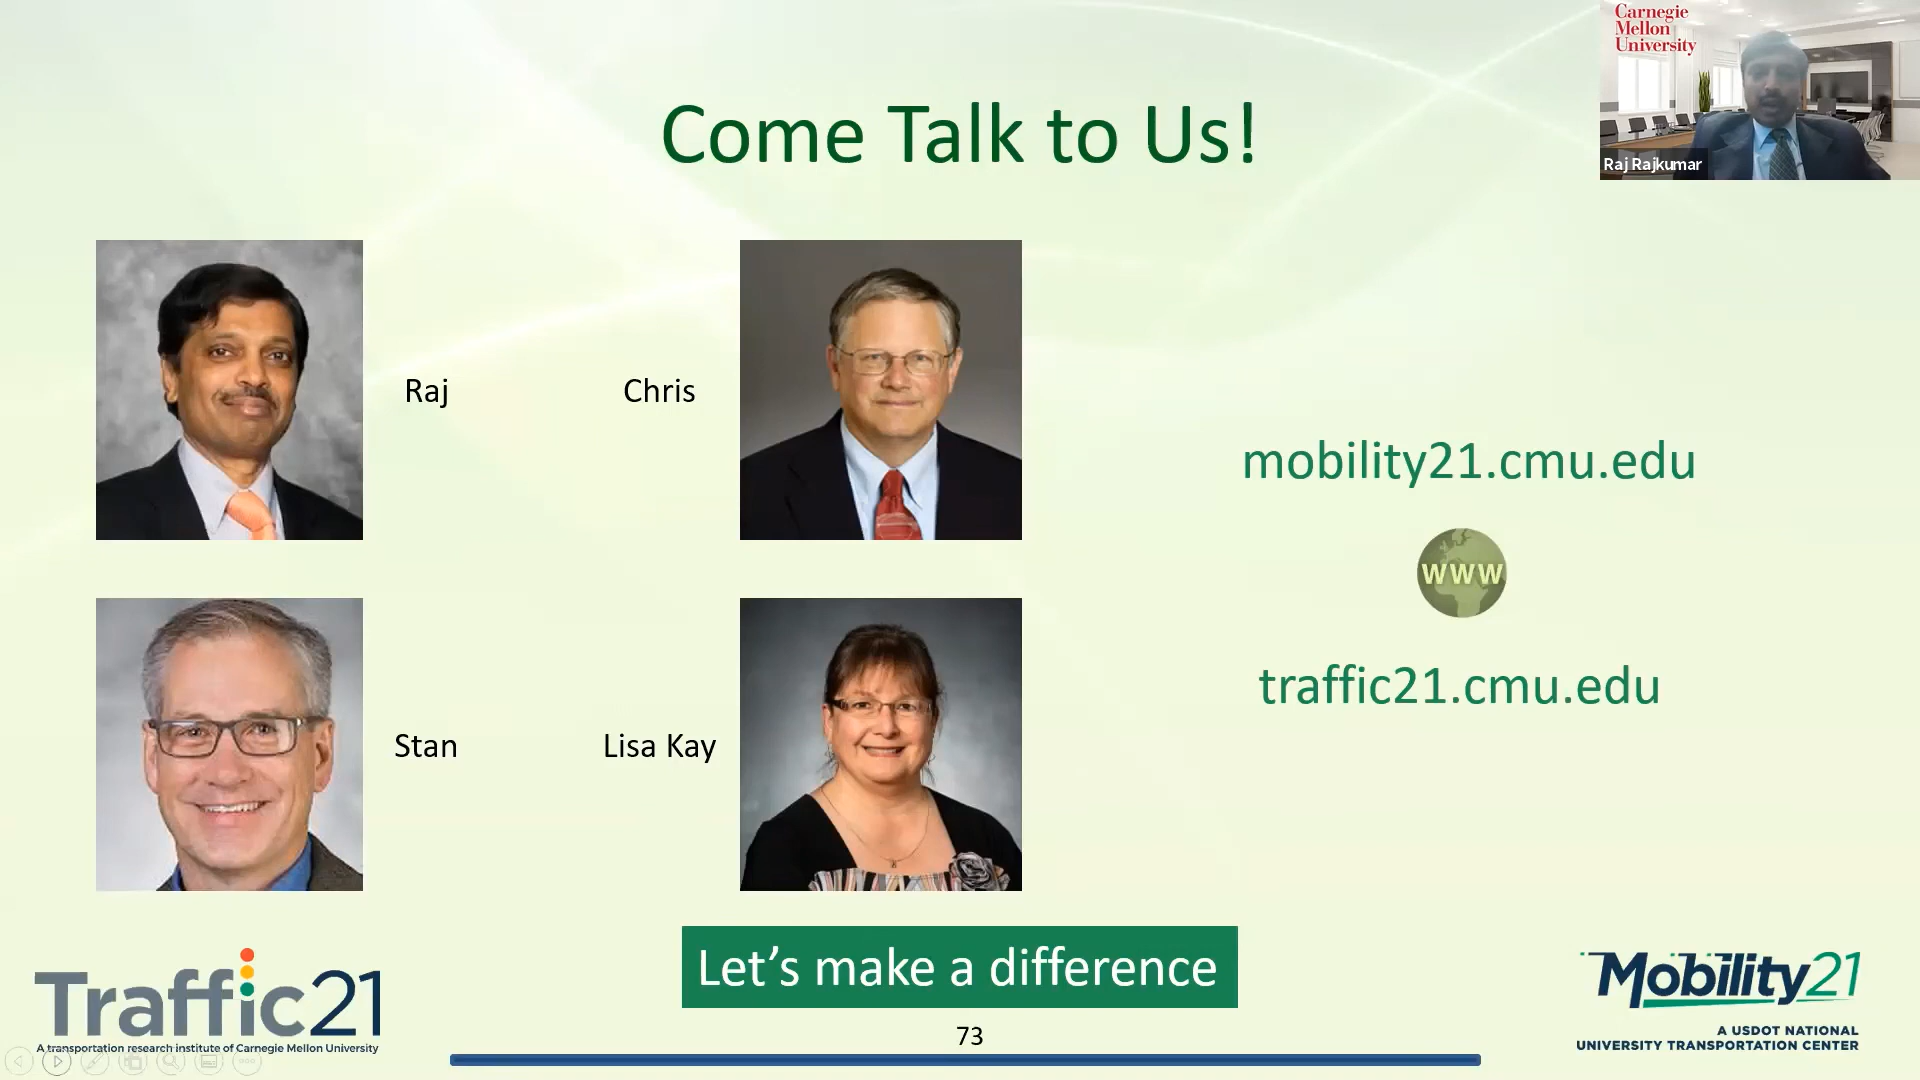 Carnegie
Mellon
University
Raj Rajkumar
Come Talk to Us!
Raj
Chris
mobility21.cmu.edu
www
Stan
Lisa Kay
traffic21.cmu.edu
Let’s make a difference
Traffic21
A transportation research institute of Carnegie Mellon University
73
Mobility21
A USDOT NATIONAL
UNIVERSITY TRANSPORTATION CENTER